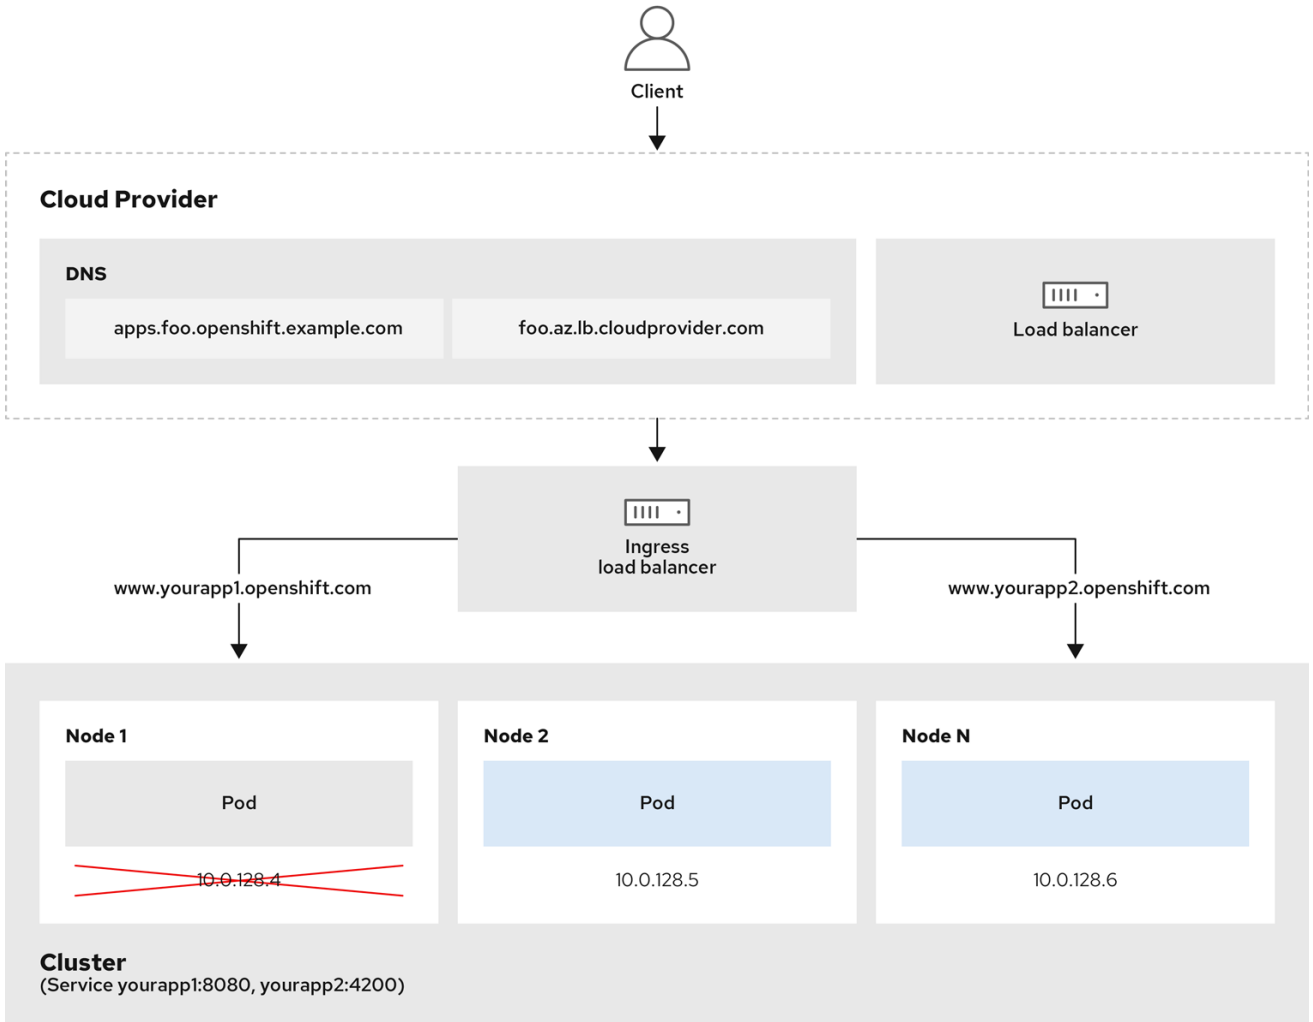 Client
Cloud Provider
DNS
apps.foo.openshift.example.com
foo.az.lb.cloudprovider.com
Load balancer
Ingress
load balancer
www.yourapp1.openshift.com
www.yourapp2.openshift.com
Node 1
Pod
10.0.128.4
Node 2
Pod
10.0.128.5
Node N
Pod
10.0.128.6
Cluster
(Service yourapp1:8080, yourapp2:4200)